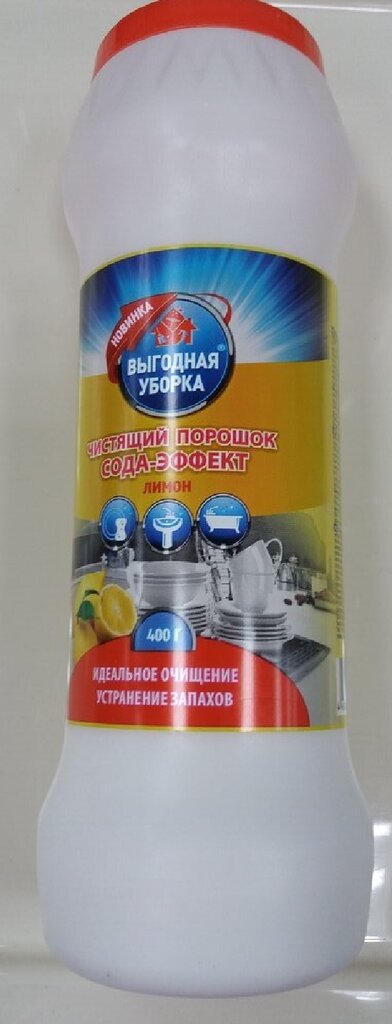 НОВИНКА
ВЫГОДНАЯ
УБОРКА®
ЧИСТЯЩИЙ ПОРОШОК
СОДА-ЭФФЕКТ
ЛИМОН
400 Г
ИДЕАЛЬНОЕ ОЧИЩЕНИЕ
УСТРАНЕНИЕ ЗАПАХОВ